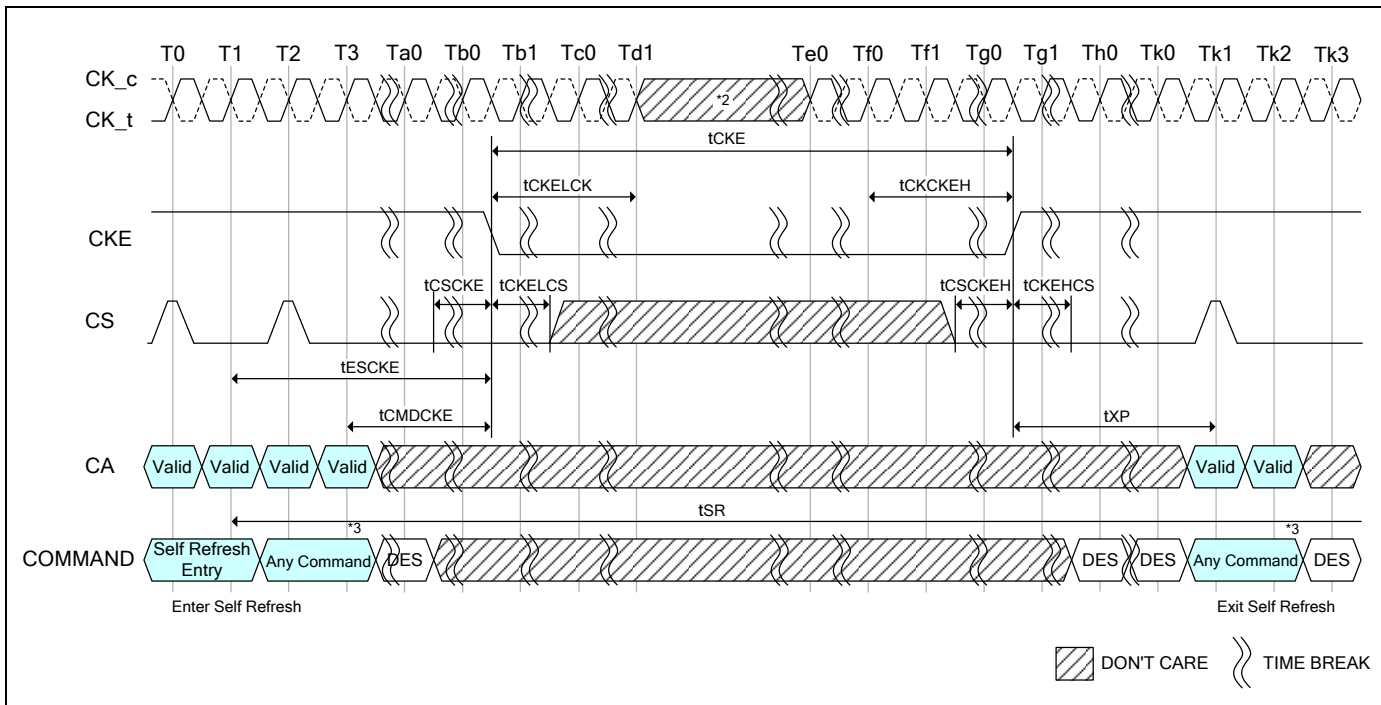 T0 T1 T2 T3 Ta0 Tb0 Tb1 Tc0 Td1 Te0 Tf0 Tf1 Tg0 Tg1 Th0 Tk0 Tk1 Tk2 Tk3
CK_c
*2
CK_t
tCKE
tCKELCK tCKCKEH
CKE
tCSCKE tCKELCS tCSCKEH tCKEHCS
CS
tESCKE
tCMDCKE tXP
CA Valid Valid Valid Valid Valid Valid
tSR
*3 *3
COMMAND Self Refresh Entry Any Command DES DES DES Any Command DES
Enter Self Refresh Exit Self Refresh
DON'T CARE TIME BREAK